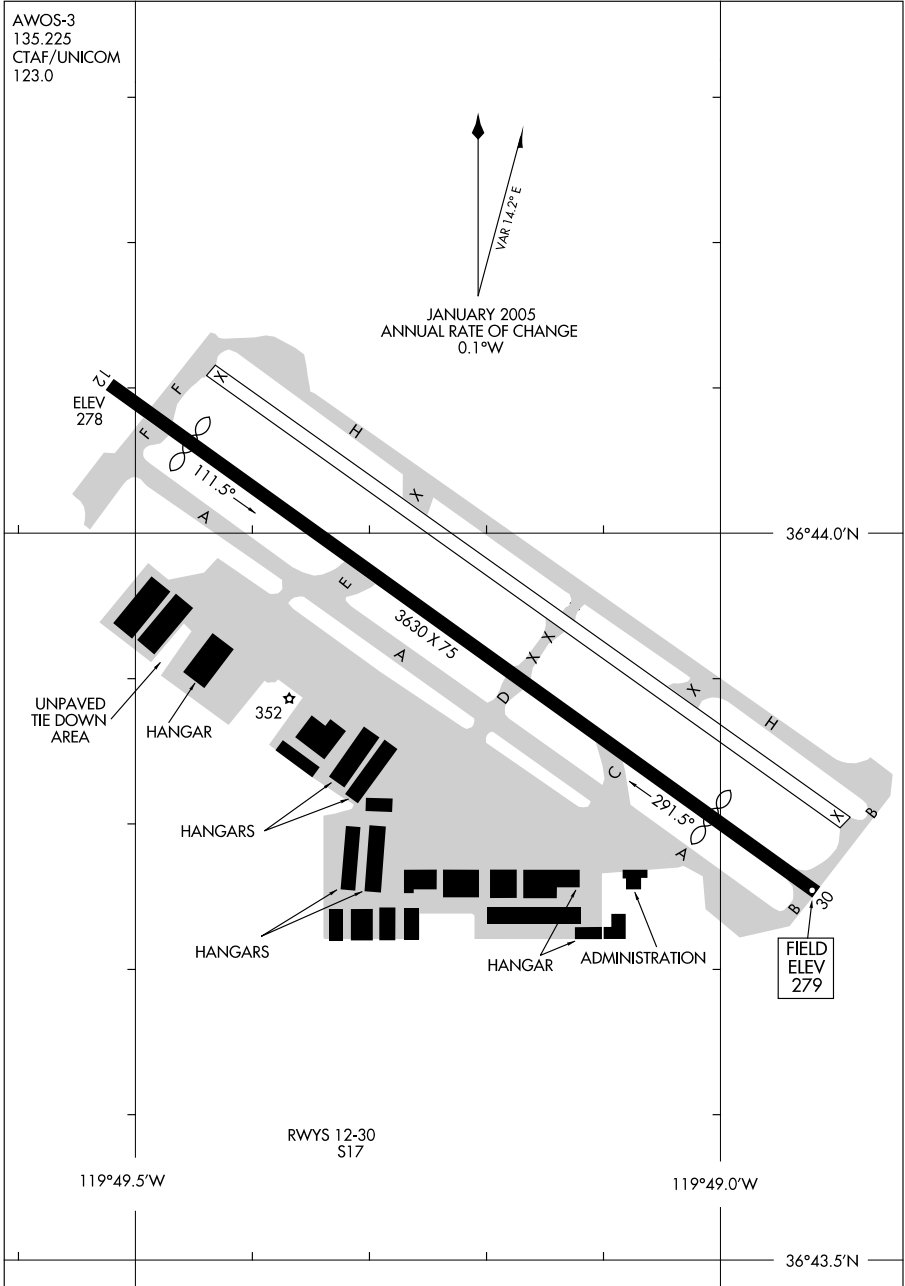 AWOS-3
135.225
CTAF/UNICOM
123.0
VAR 14.2° E
JANUARY 2005
ANNUAL RATE OF CHANGE
0.1°W
12
ELEV
278
F
F
X
H
X
111.5°
A
36°44.0'N
E
3630 X 75
A
X
X
D
X
H
UNPAVED
TIE DOWN
AREA
HANGAR
352
C
291.5°
X
B
HANGARS
A
B
30
HANGARS
HANGAR
ADMINISTRATION
FIELD
ELEV
279
RWYS 12-30
S17
119°49.5'W
119°49.0'W
36°43.5'N